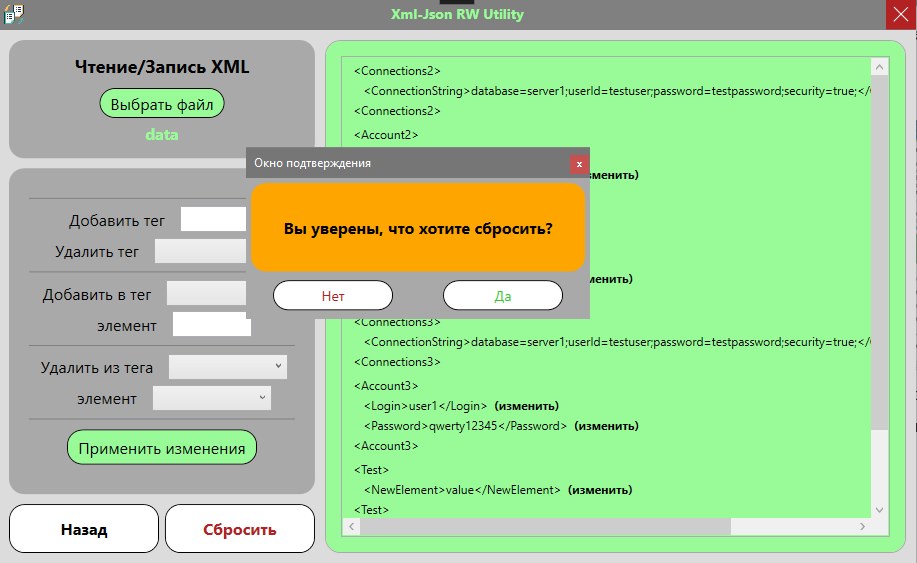 Xml-Json RW Utility
Чтение/Запись XML
Выбрать файл
data
Добавить тег
Удалить тег
Добавить в тег
элемент
Удалить из тега
элемент
Применить изменения
Назад
Сбросить
<Connections2>
<ConnectionString>database=server1;userId=testuser;password=testpassword;security=true;</
<Connections2>
<Account2>
Окно подтверждения
x
Вы уверены, что хотите сбросить?
Нет
Да
<Connections3>
<ConnectionString>database=server1;userId=testuser;password=testpassword;security=true;</
<Connections3>
<Account3>
<Login>user1</Login> (изменить)
<Password>qwerty12345</Password> (изменить)
<Account3>
<Test>
<NewElement>value</NewElement> (изменить)
<Test>